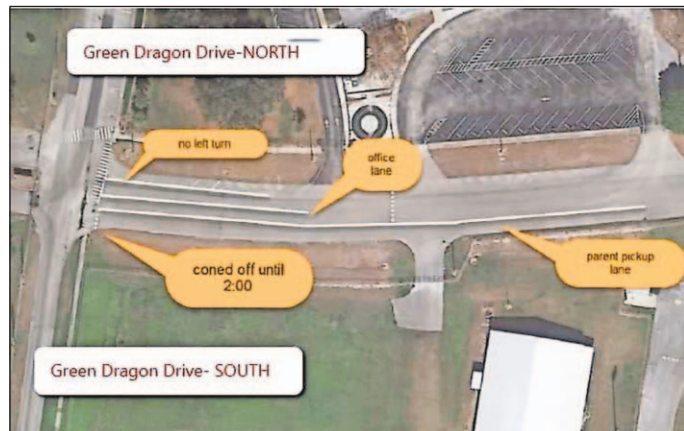 Green Dragon Drive-NORTH
no left turn
office
lane
coned off until
2:00
parent pickup
lane
Green Dragon Drive- SOUTH